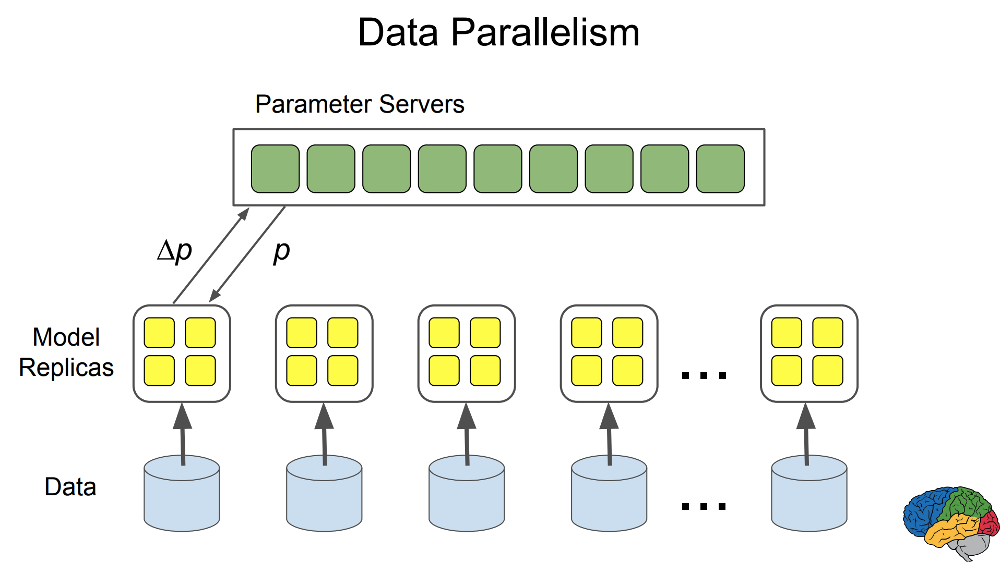 Data Parallelism
Parameter Servers
Δp
p
Model
Replicas
...
Data
...